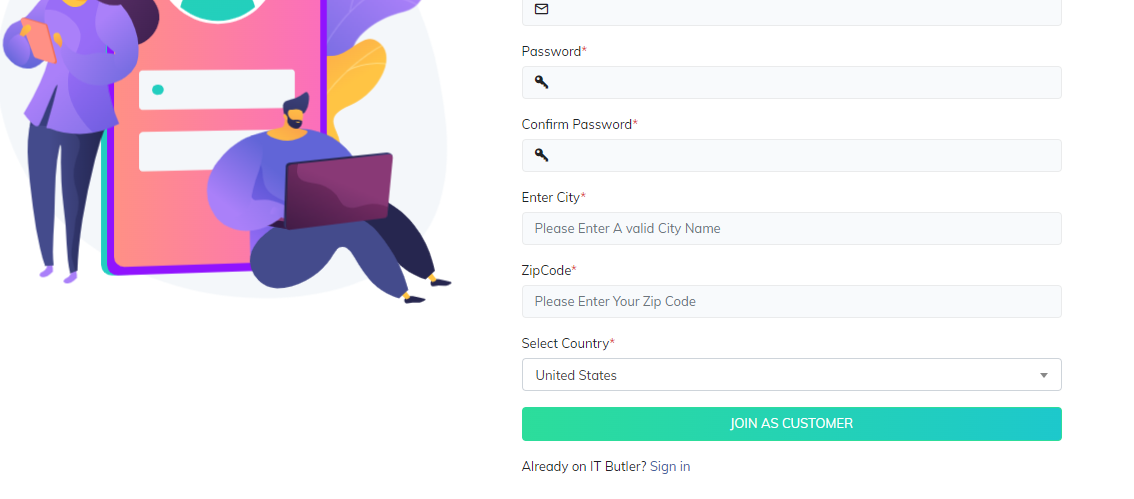 Password*
Confirm Password*
Enter City*
Please Enter A valid City Name
ZipCode*
Please Enter Your Zip Code
Select Country*
United States
JOIN AS CUSTOMER
Already on IT Butler? Sign in